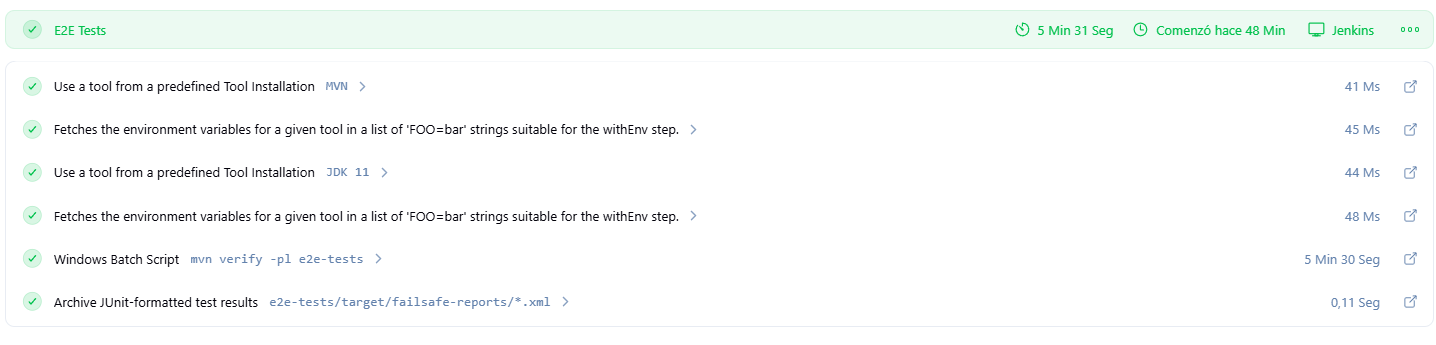 E2E Tests 5 Min 31 Seg Comenzó hace 48 Min Jenkins
Use a tool from a predefined Tool Installation MVN 41 Ms
Fetches the environment variables for a given tool in a list of 'FOO=bar' strings suitable for the withEnv step. 45 Ms
Use a tool from a predefined Tool Installation JDK 11 44 Ms
Fetches the environment variables for a given tool in a list of 'FOO=bar' strings suitable for the withEnv step. 48 Ms
Windows Batch Script mvn verify -pl e2e-tests 5 Min 30 Seg
Archive JUnit-formatted test results e2e-tests/target/failsafe-reports/*.xml 0,11 Seg